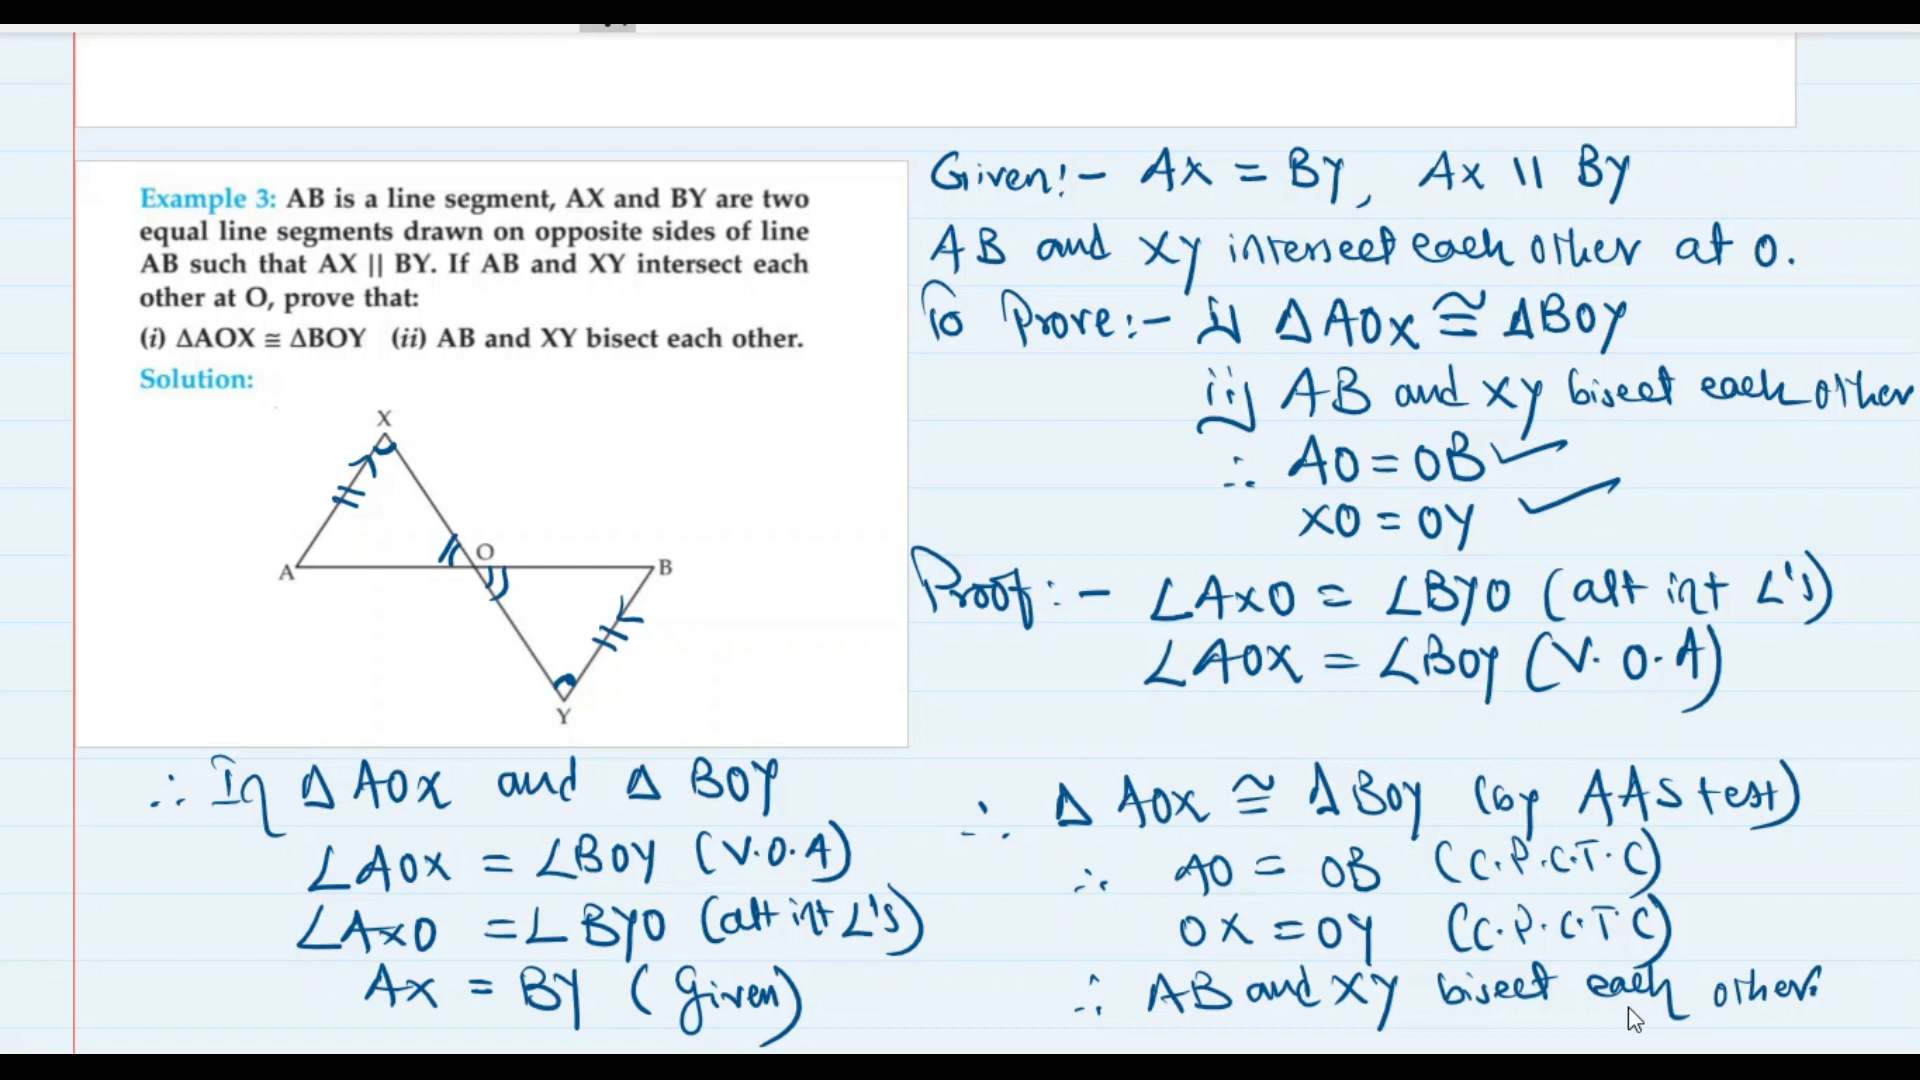 Example 3: AB is a line segment, AX and BY are two
equal line segments drawn on opposite sides of line
AB such that AX || BY. If AB and XY intersect each
other at O, prove that:
(i) ΔAOX ≅ ΔBOY (ii) AB and XY bisect each other.
Solution:
X
A
O
B
Y
Given:- AX = BY, AX || BY
AB and XY intersect each other at O.
To Prove:- i) Δ AOX ≅ ΔBOY
ii) AB and XY bisect each other
∴ AO = OB ✓
XO = OY ✓
Proof:- ∠AXO = ∠BYO (alt int ∠'s)
∠AOX = ∠BOY (V.O.A)
∴ In Δ AOX and Δ BOY
∠AOX = ∠BOY (V.O.A)
∠AXO = ∠BYO (alt int ∠'s)
AX = BY (Given)
∴ Δ AOX ≅ Δ BOY (by AAS test)
∴ AO = OB (C.P.C.T.C)
OX = OY (C.P.C.T.C)
∴ AB and XY bisect each other.